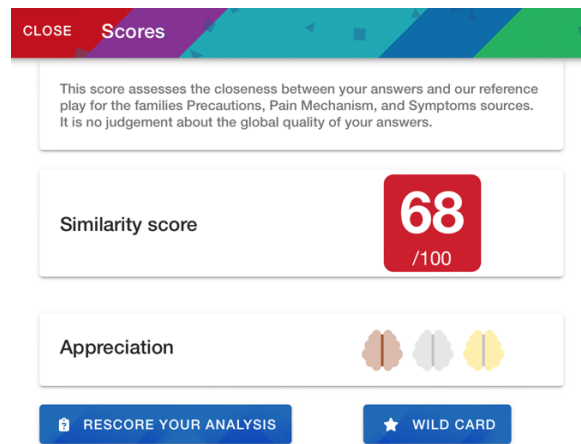 CLOSE Scores
This score assesses the closeness between your answers and our reference
play for the families Precautions, Pain Mechanism, and Symptoms sources.
It is no judgement about the global quality of your answers.
Similarity score
68
/100
Appreciation
RESCORE YOUR ANALYSIS WILD CARD